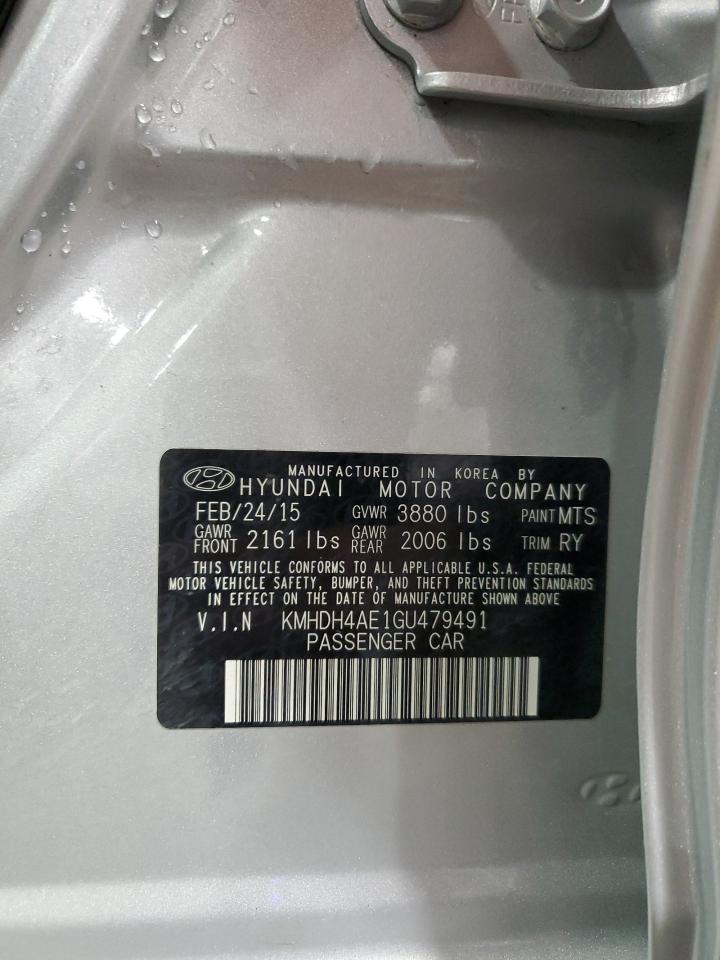 MANUFACTURED IN KOREA BY
HYUNDAI MOTOR COMPANY
FEB/24/15 GVWR 3880 lbs PAINT MTS
GAWR FRONT 2161 lbs GAWR REAR 2006 lbs TRIM RY
THIS VEHICLE CONFORMS TO ALL APPLICABLE U.S.A. FEDERAL
MOTOR VEHICLE SAFETY, BUMPER, AND THEFT PREVENTION STANDARDS
IN EFFECT ON THE DATE OF MANUFACTURE SHOWN ABOVE
V.I.N KMHDH4AE1GU479491
PASSENGER CAR